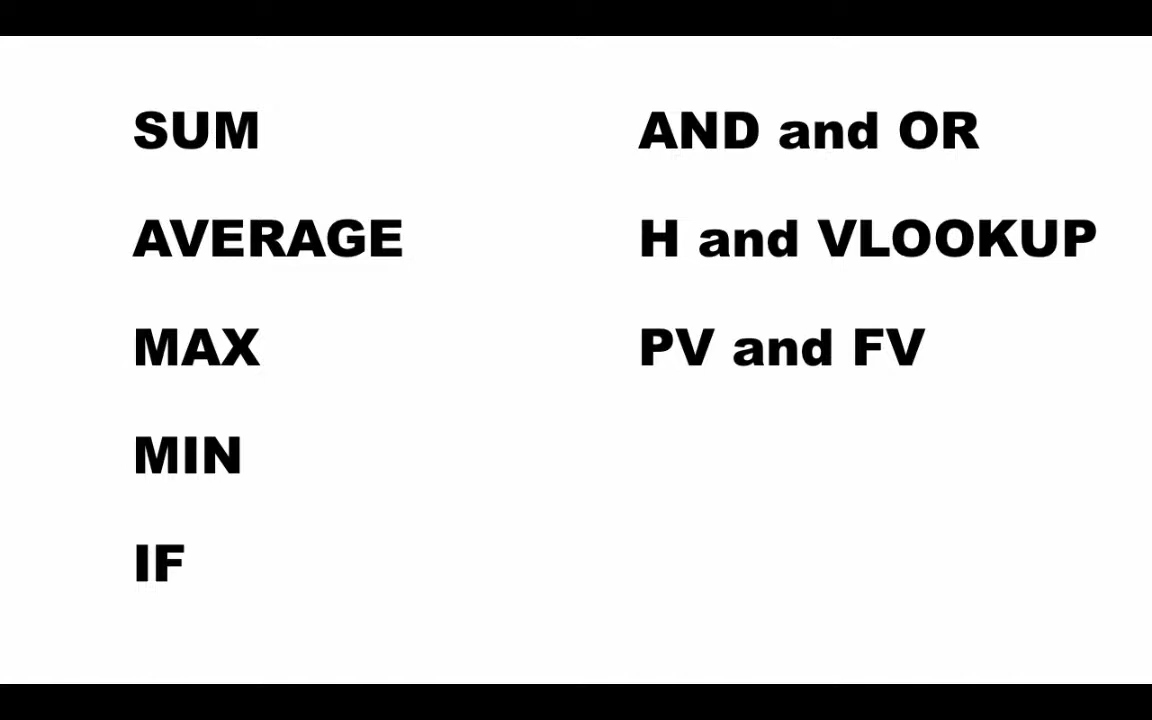 SUM
AVERAGE
MAX
MIN
IF
AND and OR
H and VLOOKUP
PV and FV